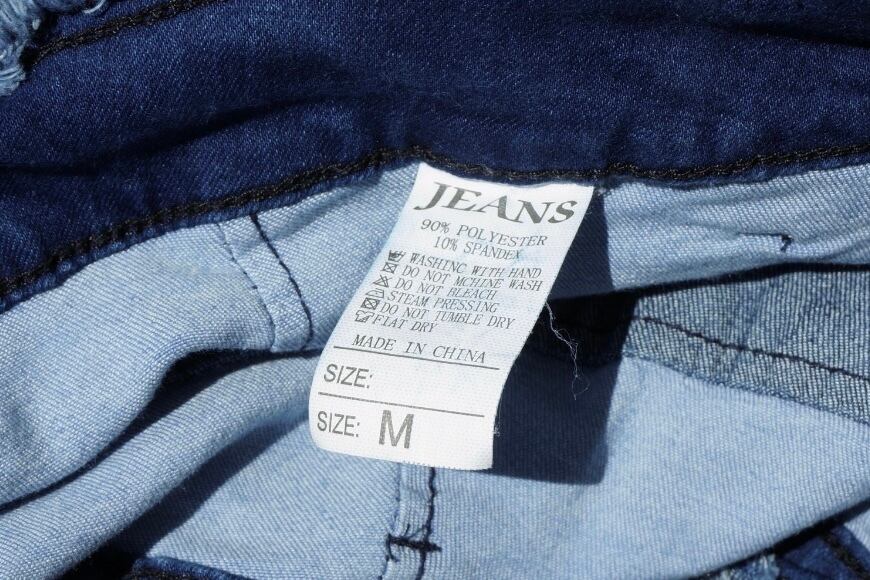 JEANS
90% POLYESTER
10% SPANDEX
WASHINC WITH HAND
DO NOT MCHINE WASH
DO NOT BLEACH
STEAM PRESSING
DO NOT TUMBLE DRY
FIAT DRY
MADE IN CHINA
SIZE:
SIZE: M